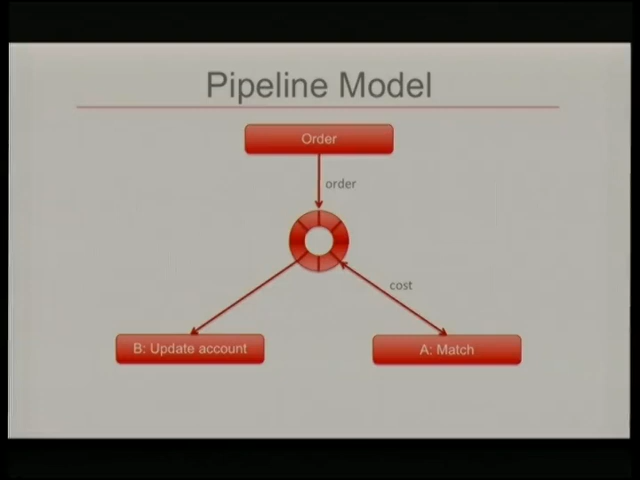 Pipeline Model
Order
order
cost
B: Update account
A: Match